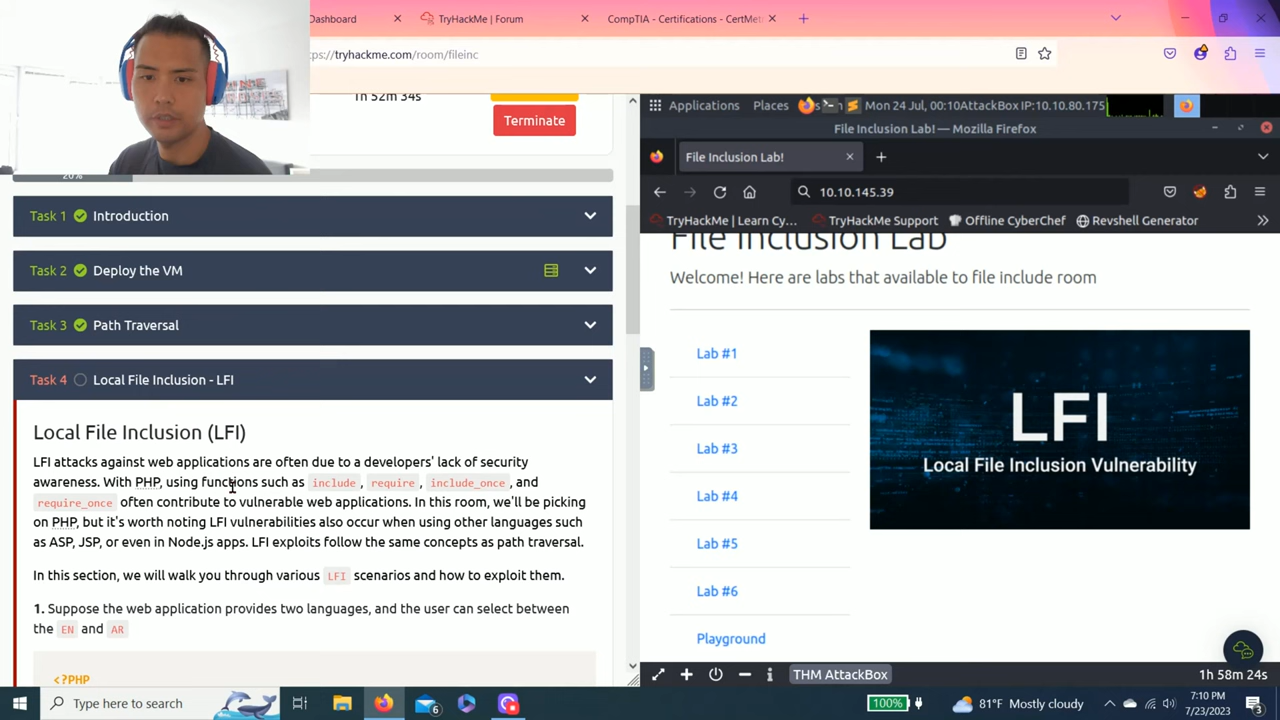 Dashboard
TryHackMe | Forum
CompTIA - Certifications - CertMe
tryhackme.com/room/fileinc
1h 52m 34s
Terminate
20%
Task 1 Introduction
Task 2 Deploy the VM
Task 3 Path Traversal
Task 4 Local File Inclusion - LFI
Local File Inclusion (LFI)
LFI attacks against web applications are often due to a developers' lack of security
awareness. With PHP, using functions such as include, require, include_once, and
require_once often contribute to vulnerable web applications. In this room, we'll be picking
on PHP, but it's worth noting LFI vulnerabilities also occur when using other languages such
as ASP, JSP, or even in Node.js apps. LFI exploits follow the same concepts as path traversal.
In this section, we will walk you through various LFI scenarios and how to exploit them.
1. Suppose the web application provides two languages, and the user can select between
the EN and AR
<?PHP
Applications Places Mon 24 Jul, 00:10 AttackBox IP:10.10.80.175
File Inclusion Lab! — Mozilla Firefox
File Inclusion Lab!
10.10.145.39
TryHackMe | Learn Cy... TryHackMe Support Offline CyberChef Revshell Generator
File Inclusion Lab
Welcome! Here are labs that available to file include room
Lab #1
Lab #2
Lab #3
Lab #4
Lab #5
Lab #6
Playground
LFI
Local File Inclusion Vulnerability
THM AttackBox
1h 58m 24s
Type here to search
6
100%
81°F Mostly cloudy
7:10 PM
7/23/2023
3